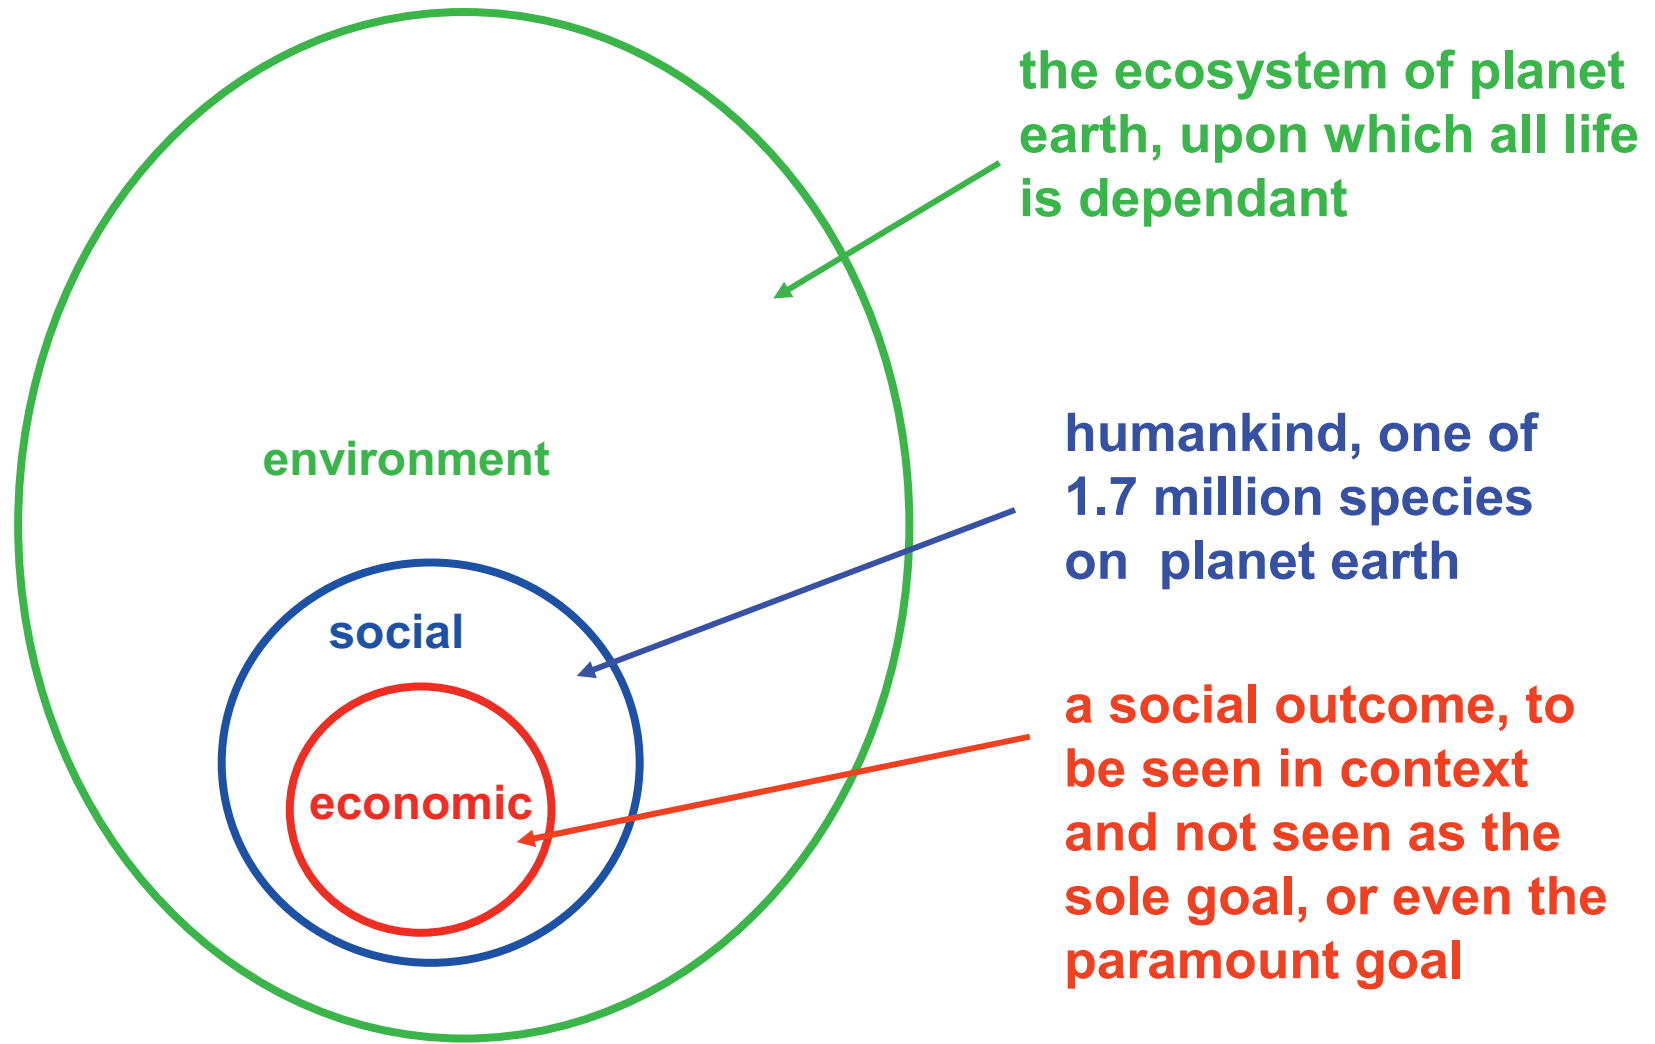 the ecosystem of planet
earth, upon which all life
is dependant
environment
humankind, one of
1.7 million species
on planet earth
social
a social outcome, to
be seen in context
and not seen as the
sole goal, or even the
paramount goal
economic